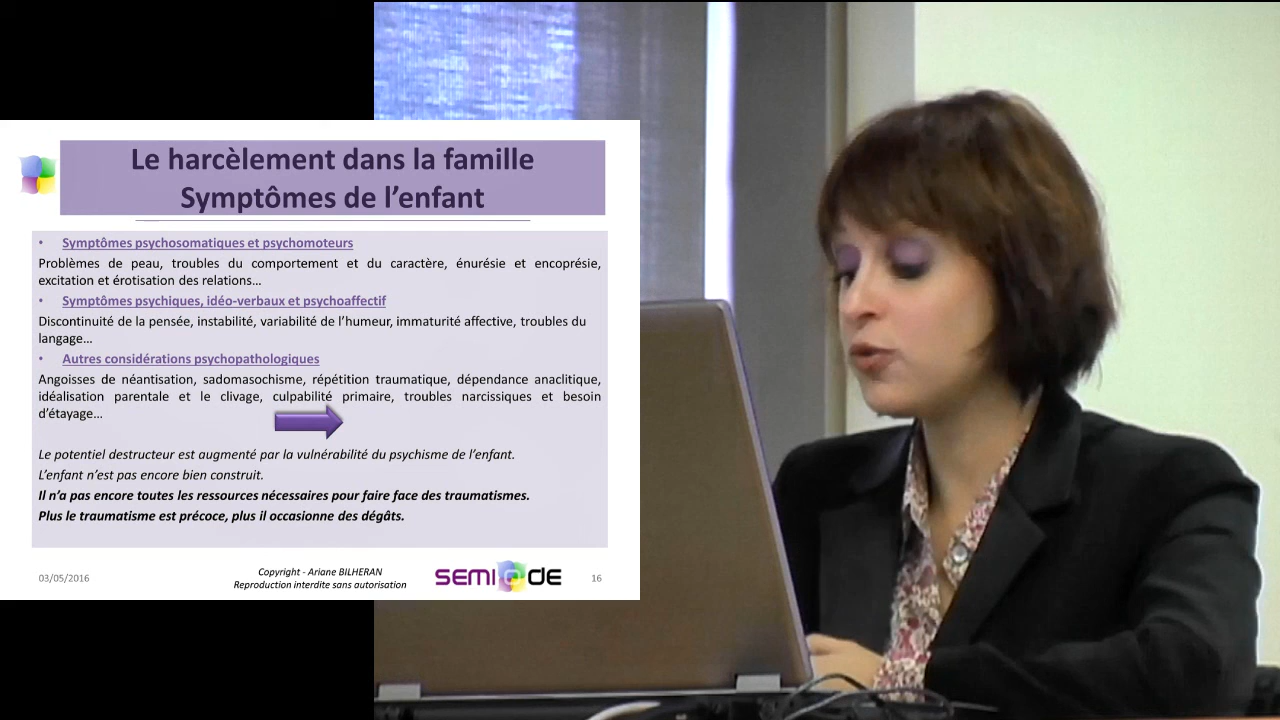 Le harcèlement dans la famille
Symptômes de l’enfant
• Symptômes psychosomatiques et psychomoteurs
Problèmes de peau, troubles du comportement et du caractère, énurésie et encoprésie,
excitation et érotisation des relations…
• Symptômes psychiques, idéo-verbaux et psychoaffectif
Discontinuité de la pensée, instabilité, variabilité de l’humeur, immaturité affective, troubles du
langage…
• Autres considérations psychopathologiques
Angoisses de néantisation, sadomasochisme, répétition traumatique, dépendance anaclitique,
idéalisation parentale et le clivage, culpabilité primaire, troubles narcissiques et besoin
d’étayage…
Le potentiel destructeur est augmenté par la vulnérabilité du psychisme de l’enfant.
L’enfant n’est pas encore bien construit.
Il n’a pas encore toutes les ressources nécessaires pour faire face des traumatismes.
Plus le traumatisme est précoce, plus il occasionne des dégâts.
03/05/2016
Copyright - Ariane BILHERAN
Reproduction interdite sans autorisation
SEMIODE
16